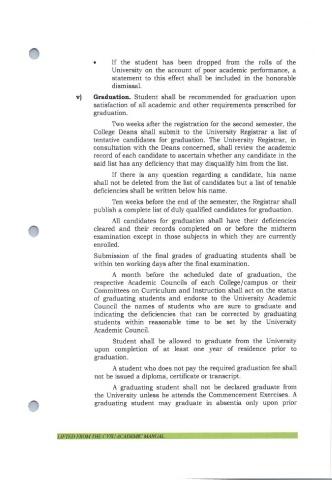 • If the student has been dropped from the rolls of the
University on the account of poor academic performance, a
statement to this effect shall be included in the honorable
dismissal.
v) Graduation. Student shall be recommended for graduation upon
satisfaction of all academic and other requirements prescribed for
graduation.
Two weeks after the registration for the second semester, the
College Deans shall submit to the University Registrar a list of
tentative candidates for graduation. The University Registrar, in
consultation with the Deans concerned, shall review the academic
record of each candidate to ascertain whether any candidate in the
said list has any deficiency that may disqualify him from the list.
If there is any question regarding a candidate, his name
shall not be deleted from the list of candidates but a list of tenable
deficiencies shall be written below his name.
Ten weeks before the end of the semester, the Registrar shall
publish a complete list of duly qualified candidates for graduation.
All candidates for graduation shall have their deficiencies
cleared and their records completed on or before the midterm
examination except in those subjects in which they are currently
enrolled.
Submission of the final grades of graduating students shall be
within ten working days after the final examination.
A month before the scheduled date of graduation, the
respective Academic Councils of each College/campus or their
Committees on Curriculum and Instruction shall act on the status
of graduating students and endorse to the University Academic
Council the names of students who are sure to graduate and
indicating the deficiencies that can be corrected by graduating
students within reasonable time to be set by the University
Academic Council.
Student shall be allowed to graduate from the University
upon completion of at least one year of residence prior to
graduation.
A student who does not pay the required graduation fee shall
not be issued a diploma, certificate or transcript.
A graduating student shall not be declared graduate from
the University unless he attends the Commencement Exercises. A
graduating student may graduate in absentia only upon prior
LIFTED FROM THE CVSU ACADEMIC MANUAL